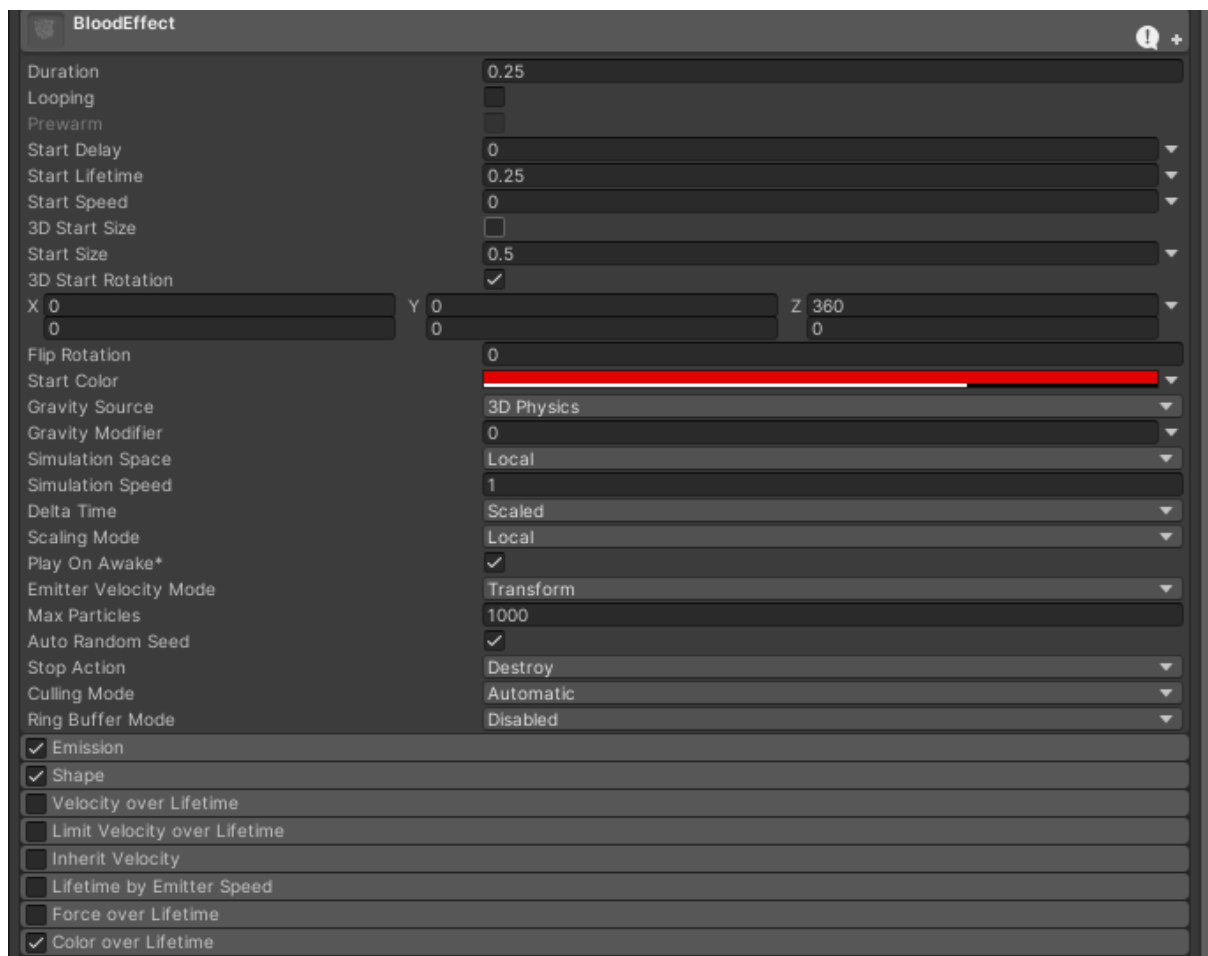 BloodEffect
Duration 0.25
Looping
Prewarm
Start Delay 0
Start Lifetime 0.25
Start Speed 0
3D Start Size
Start Size 0.5
3D Start Rotation
X 0 Y 0 Z 360
0 0 0
Flip Rotation 0
Start Color
Gravity Source 3D Physics
Gravity Modifier 0
Simulation Space Local
Simulation Speed 1
Delta Time Scaled
Scaling Mode Local
Play On Awake*
Emitter Velocity Mode Transform
Max Particles 1000
Auto Random Seed
Stop Action Destroy
Culling Mode Automatic
Ring Buffer Mode Disabled
Emission
Shape
Velocity over Lifetime
Limit Velocity over Lifetime
Inherit Velocity
Lifetime by Emitter Speed
Force over Lifetime
Color over Lifetime